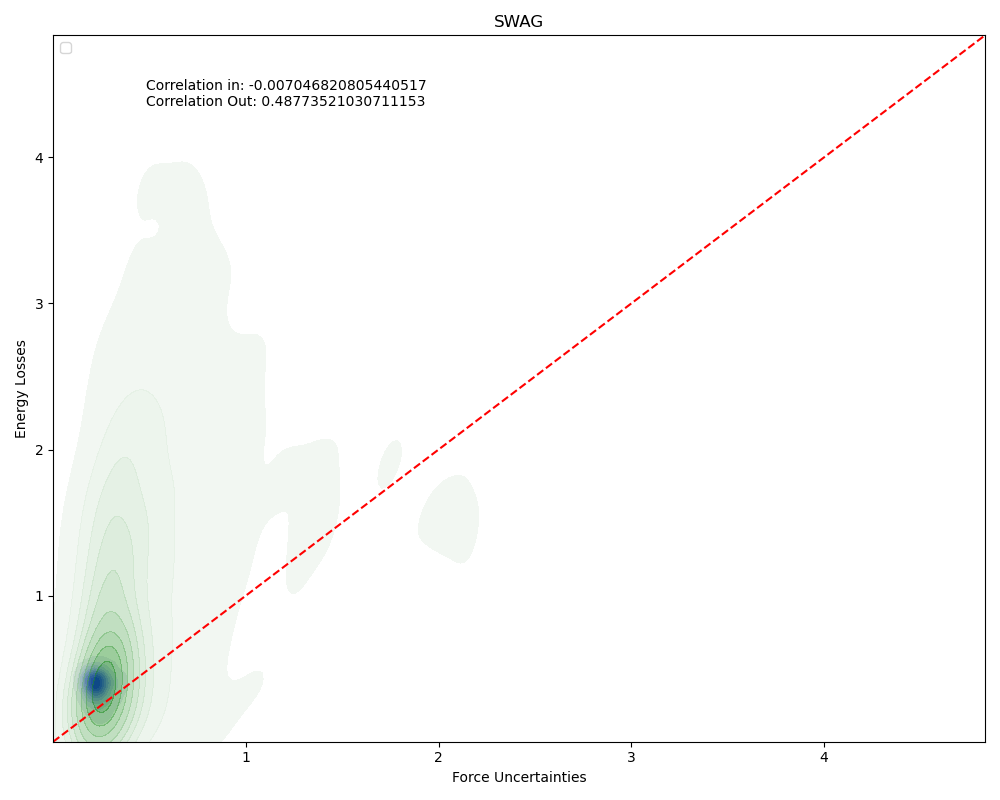 SWAG
Correlation in: -0.007046820805440517
Correlation Out: 0.48773521030711153
4
3
2
1
Energy Losses
1
2
3
4
Force Uncertainties